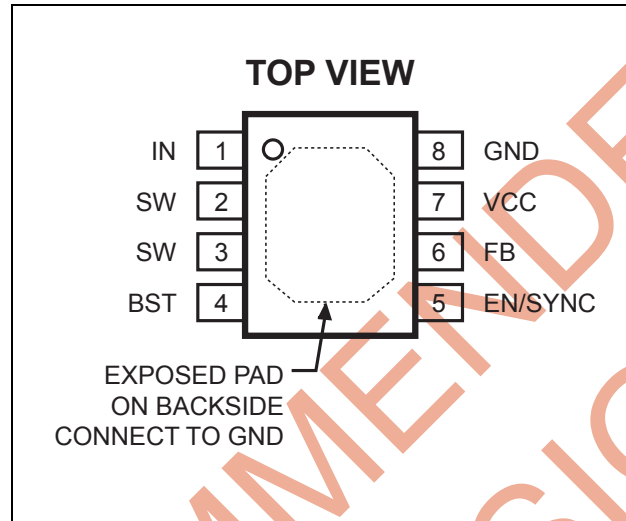 TOP VIEW
IN 1 8 GND
SW 2 7 VCC
SW 3 6 FB
BST 4 5 EN/SYNC
EXPOSED PAD
ON BACKSIDE
CONNECT TO GND